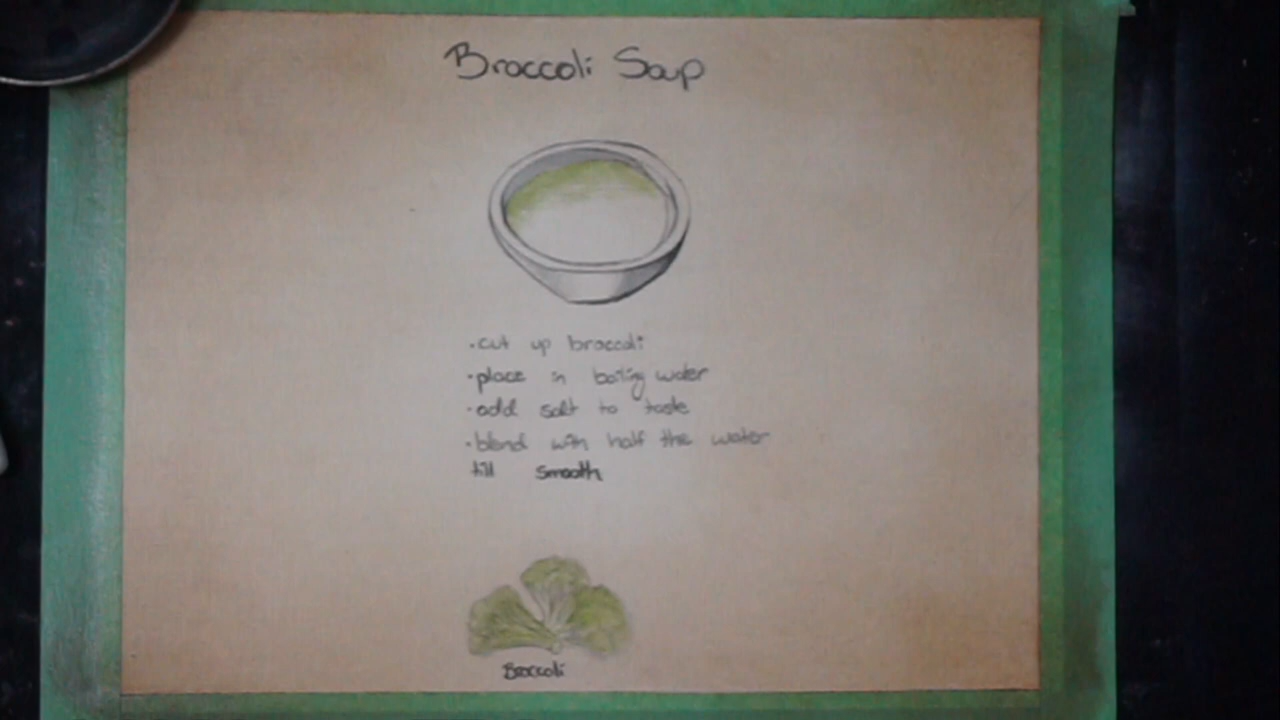 Broccoli Soup
·cut up broccoli
·place in boiling water
·add salt to taste
·blend with half the water
till smooth
Broccoli